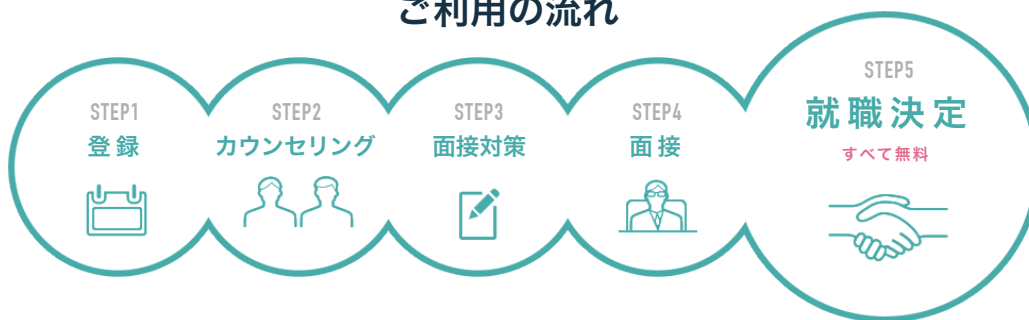 ご利用の流れ
STEP1
登録
STEP2
カウンセリング
STEP3
面接対策
STEP4
面接
STEP5
就職決定
すべて無料